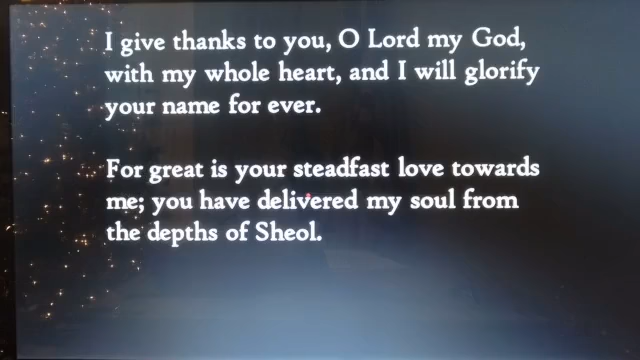 I give thanks to you, O Lord my God,
with my whole heart, and I will glorify
your name for ever.
For great is your steadfast love towards
me; you have delivered my soul from
the depths of Sheol.